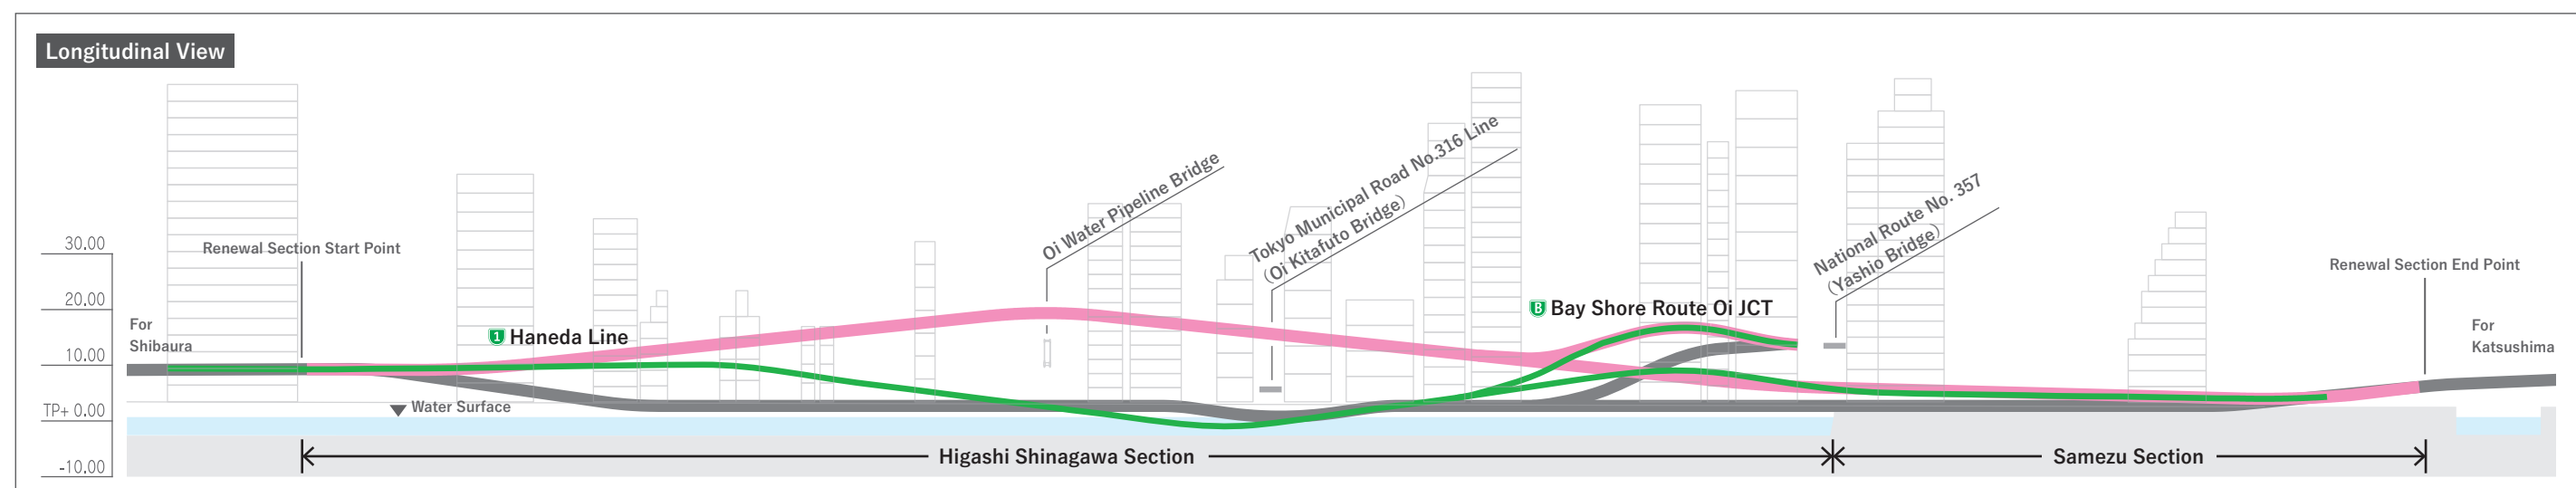 Longitudinal View
30.00
20.00
10.00
TP+ 0.00
-10.00
For
Shibaura
Renewal Section Start Point
Water Surface
1 Haneda Line
Oi Water Pipeline Bridge
Tokyo Municipal Road No.316 Line
(Oi Kitafuto Bridge)
B Bay Shore Route Oi JCT
National Route No. 357
(Yashio Bridge)
Renewal Section End Point
For
Katsushima
Higashi Shinagawa Section
Samezu Section